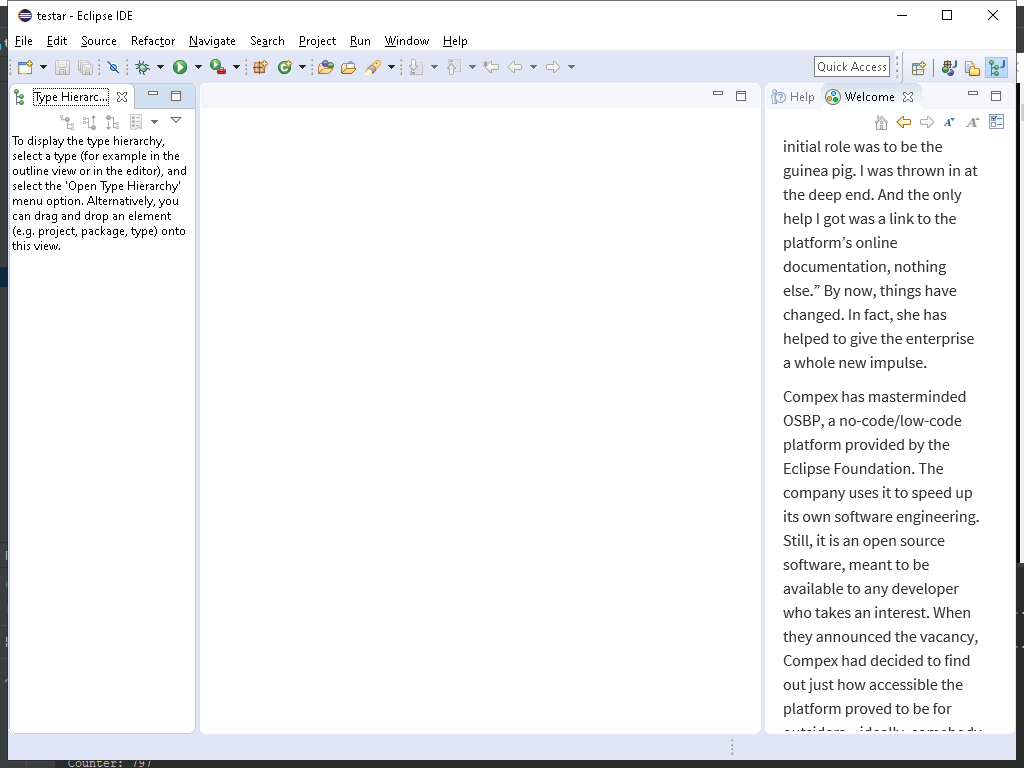 testar - Eclipse IDE
File Edit Source Refactor Navigate Search Project Run Window Help
Quick Access
Type Hierarc...
To display the type hierarchy,
select a type (for example in the
outline view or in the editor), and
select the 'Open Type Hierarchy'
menu option. Alternatively, you
can drag and drop an element
(e.g. project, package, type) onto
this view.
Help Welcome
initial role was to be the
guinea pig. I was thrown in at
the deep end. And the only
help I got was a link to the
platform’s online
documentation, nothing
else.” By now, things have
changed. In fact, she has
helped to give the enterprise
a whole new impulse.
Compex has masterminded
OSBP, a no-code/low-code
platform provided by the
Eclipse Foundation. The
company uses it to speed up
its own software engineering.
Still, it is an open source
software, meant to be
available to any developer
who takes an interest. When
they announced the vacancy,
Compex had decided to find
out just how accessible the
platform proved to be for
Counter: 797